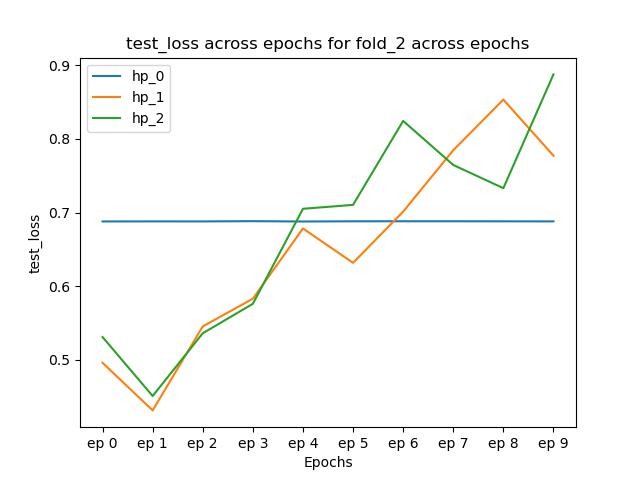 test_loss across epochs for fold_2 across epochs
hp_0
hp_1
hp_2
0.9
0.8
0.7
0.6
0.5
test_loss
ep 0 ep 1 ep 2 ep 3 ep 4 ep 5 ep 6 ep 7 ep 8 ep 9
Epochs